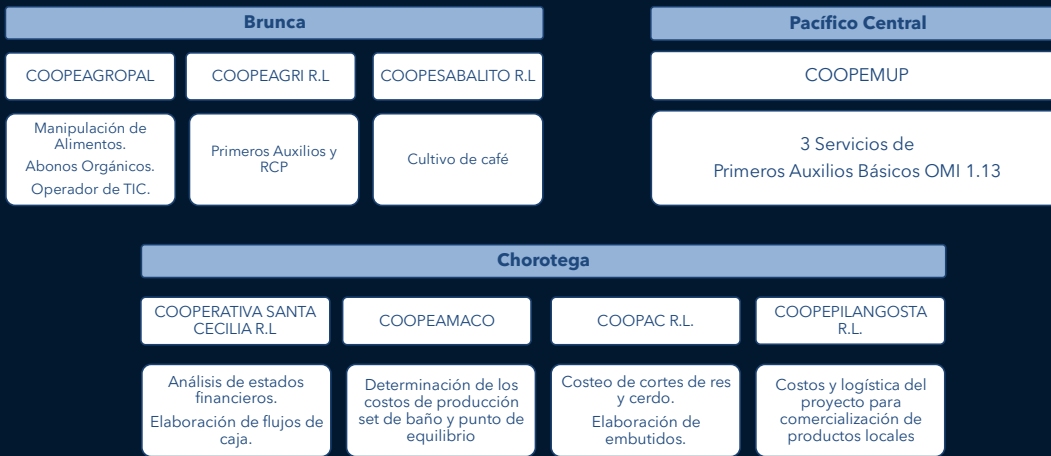 Brunca
COOPEAGROPAL
Manipulación de
Alimentos.
Abonos Orgánicos.
Operador de TIC.
COOPEAGRI R.L
Primeros Auxilios y
RCP
COOPESABALITO R.L
Cultivo de café
Pacífico Central
COOPEMUP
3 Servicios de
Primeros Auxilios Básicos OMI 1.13
Chorotega
COOPERATIVA SANTA
CECILIA R.L
Análisis de estados
financieros.
Elaboración de flujos de
caja.
COOPEAMACO
Determinación de los
costos de producción
set de baño y punto de
equilibrio
COOPAC R.L.
Costeo de cortes de res
y cerdo.
Elaboración de
embutidos.
COOPEPILANGOSTA
R.L.
Costos y logística del
proyecto para
comercialización de
productos locales